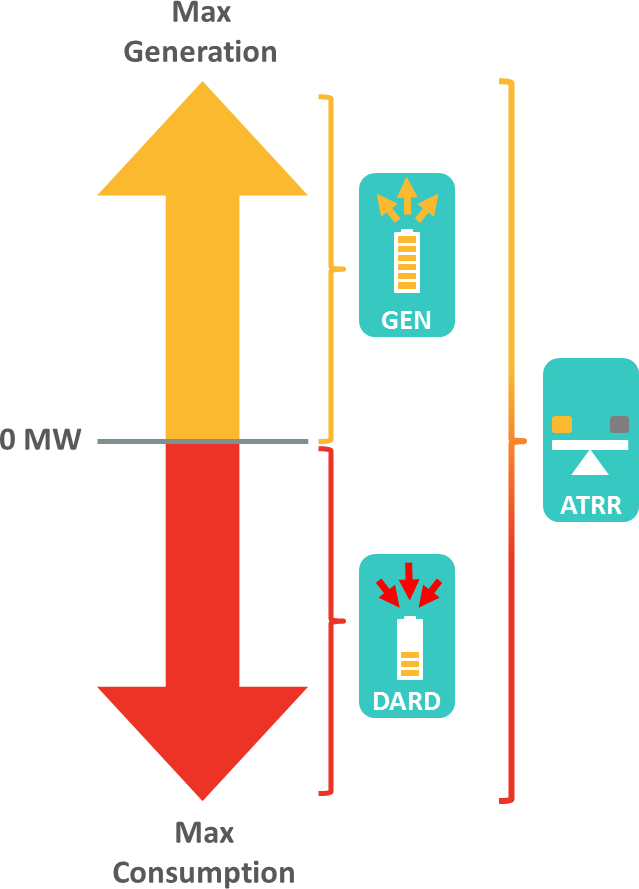 Max
Generation
GEN
0 MW
ATRR
DARD
Max
Consumption